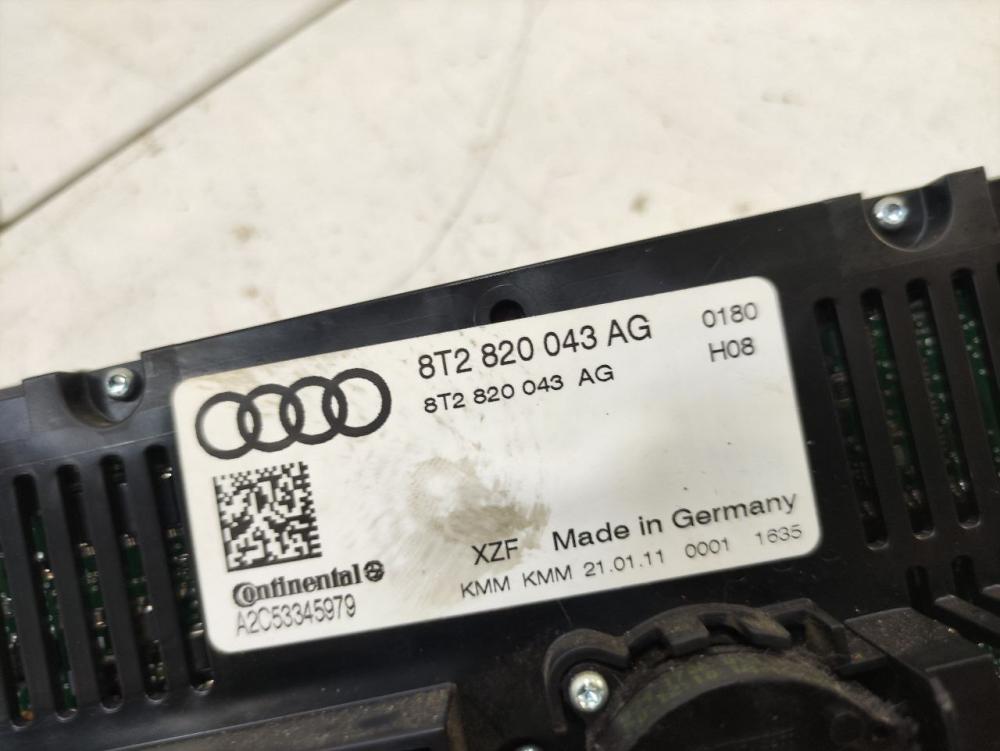 8T2 820 043 AG
8T2 820 043 AG
0180
H08
XZF Made in Germany
KMM KMM 21.01.11 0001 1635
Continental
A2C53345979